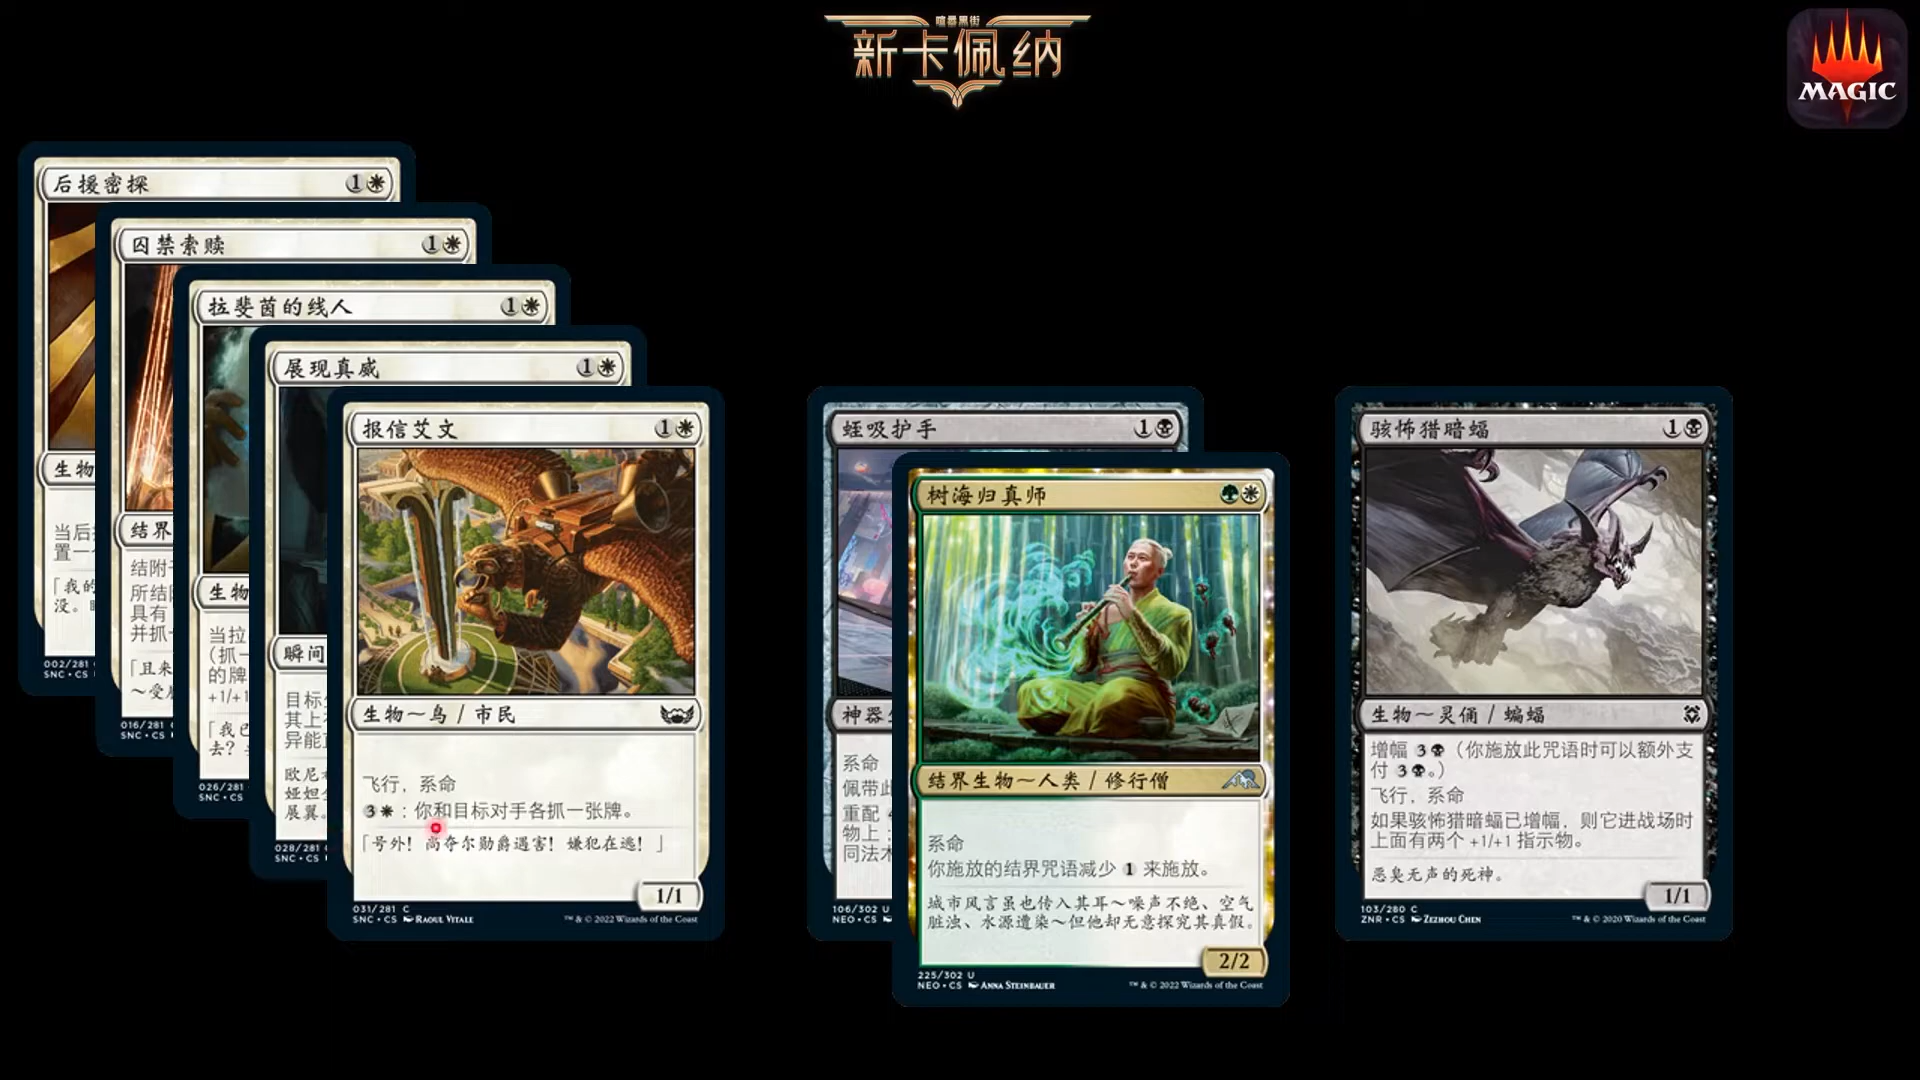 喧嚣黑街
新卡佩纳
MAGIC
后援密探 1
生物
当后
置一
「我的
没。
002/281
SNC • CS
囚禁索赎 1
结界
结附
所结
具有
并抓
「且来
～受
016/281
SNC • CS
拉斐茵的线人 1
生物
当拉
(抓一
的牌
+1/+1
「我已
去?
026/281
SNC • CS
展现真威 1
瞬间
目标
其上
异能
欧尼
娅妲
展翼。
028/281
SNC • CS
报信艾文 1
生物～鸟 / 市民
飞行，系命
3：你和目标对手各抓一张牌。
「号外！高夺尔勋爵遇害！嫌犯在逃！」
1/1
031/281 C
SNC • CS RAOUL VITALE
™ & © 2022 Wizards of the Coast
蛭吸护手 1
神器
系命
佩带此
重配
物上：
同法术
106/302 U
NEO • CS
树海归真师
结界生物～人类 / 修行僧
系命
你施放的结界咒语减少 1 来施放。
城市风言虽也传入其耳～噪声不绝、空气
脏浊、水源遭染～但他却无意探究其真假。
2/2
225/302 U
NEO • CS ANNA STEINBAUER
™ & © 2022 Wizards of the Coast
骇怖猎暗蝠 1
生物～灵俑 / 蝙蝠
增幅 3（你施放此咒语时可以额外支
付 3。）
飞行，系命
如果骇怖猎暗蝠已增幅，则它进战场时
上面有两个 +1/+1 指示物。
恶臭无声的死神。
1/1
103/280 C
ZNR • CS ZEZHOU CHEN
™ & © 2020 Wizards of the Coast